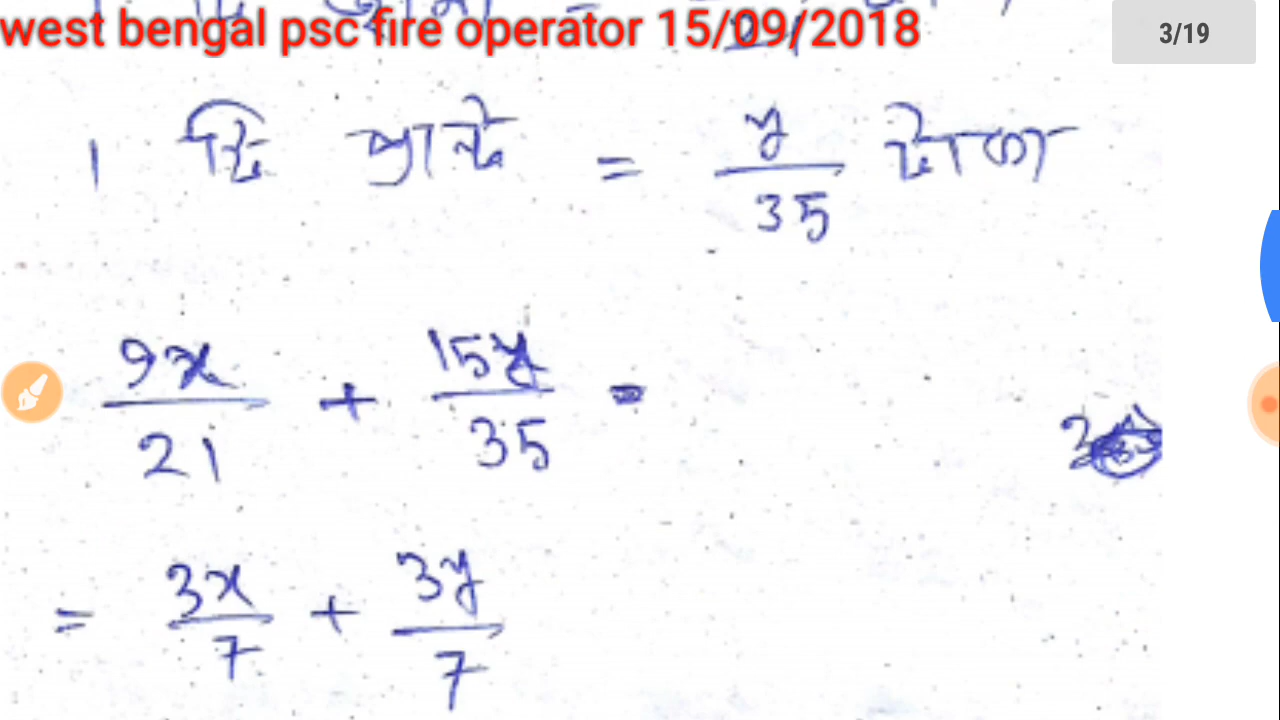 west bengal psc fire operator 15/09/2018
3/19
1 টি প্যান্ট = y/35 টাকা
9x/21 + 15y/35 =
= 3x/7 + 3y/7